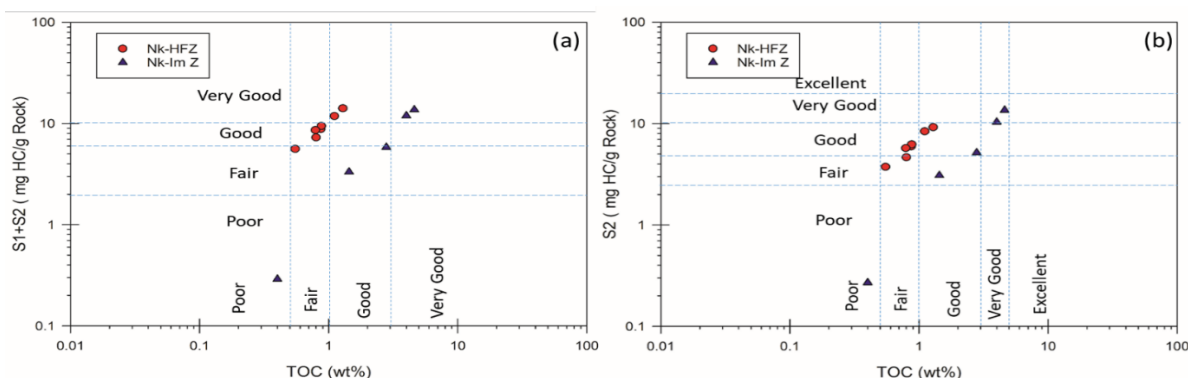 100
10
1
0.1
S1+S2 ( mg HC/g Rock)
Nk-HFZ
Nk-Im Z
(a)
Very Good
Good
Fair
Poor
Poor
Fair
Good
Very Good
0.01
0.1
1
10
100
TOC (wt%)
100
10
1
0.1
S2 ( mg HC/g Rock)
Nk-HFZ
Nk-Im Z
(b)
Excellent
Very Good
Good
Fair
Poor
Poor
Fair
Good
Very Good
Excellent
0.01
0.1
1
10
100
TOC (wt%)